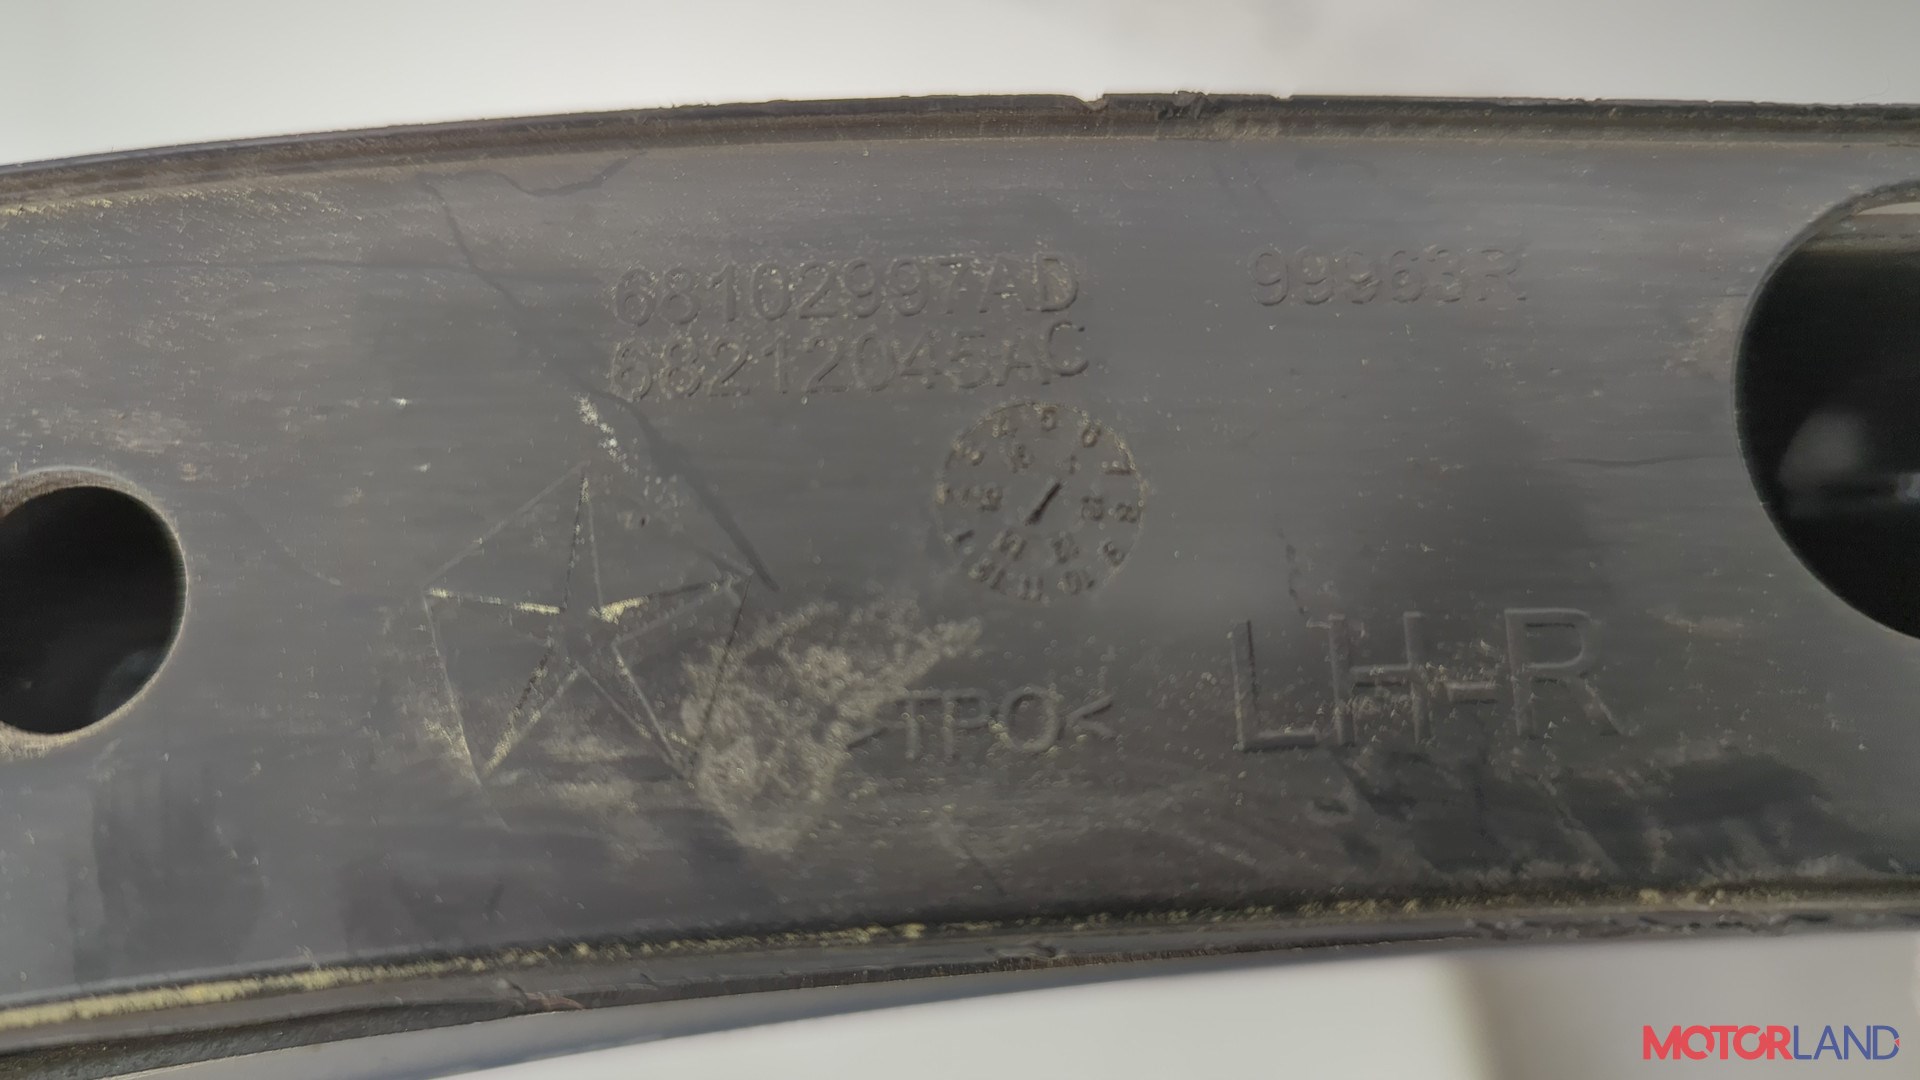 68102997AD 99963R
68212045AC
>TPO<
LH-R
MOTORLAND